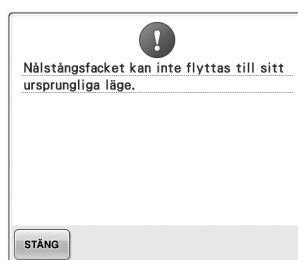 Nålstångsfacket kan inte flyttas till sitt
ursprungliga läge.
STÄNG